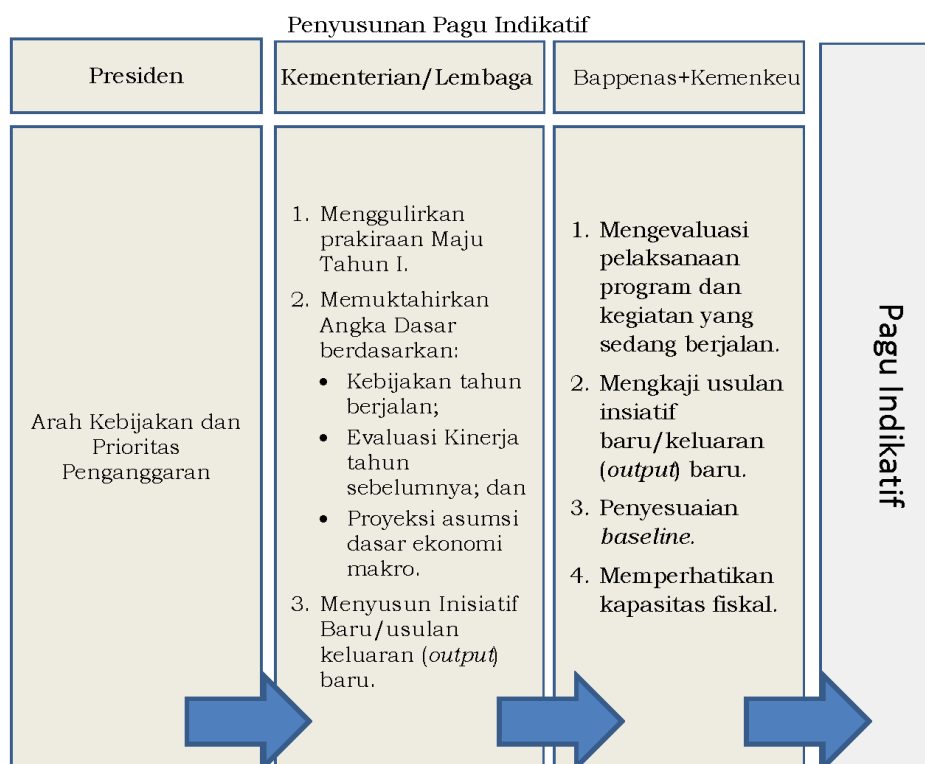 Penyusunan Pagu Indikatif
Presiden
Kementerian/Lembaga
Bappenas+Kemenkeu
Arah Kebijakan dan
Prioritas
Penganggaran
1. Menggulirkan
prakiraan Maju
Tahun I.
2. Memuktahirkan
Angka Dasar
berdasarkan:
• Kebijakan tahun
berjalan;
• Evaluasi Kinerja
tahun
sebelumnya; dan
• Proyeksi asumsi
dasar ekonomi
makro.
3. Menyusun Inisiatif
Baru/usulan
keluaran (output)
baru.
1. Mengevaluasi
pelaksanaan
program dan
kegiatan yang
sedang berjalan.
2. Mengkaji usulan
insiatif
baru/keluaran
(output) baru.
3. Penyesuaian
baseline.
4. Memperhatikan
kapasitas fiskal.
Pagu Indikatif